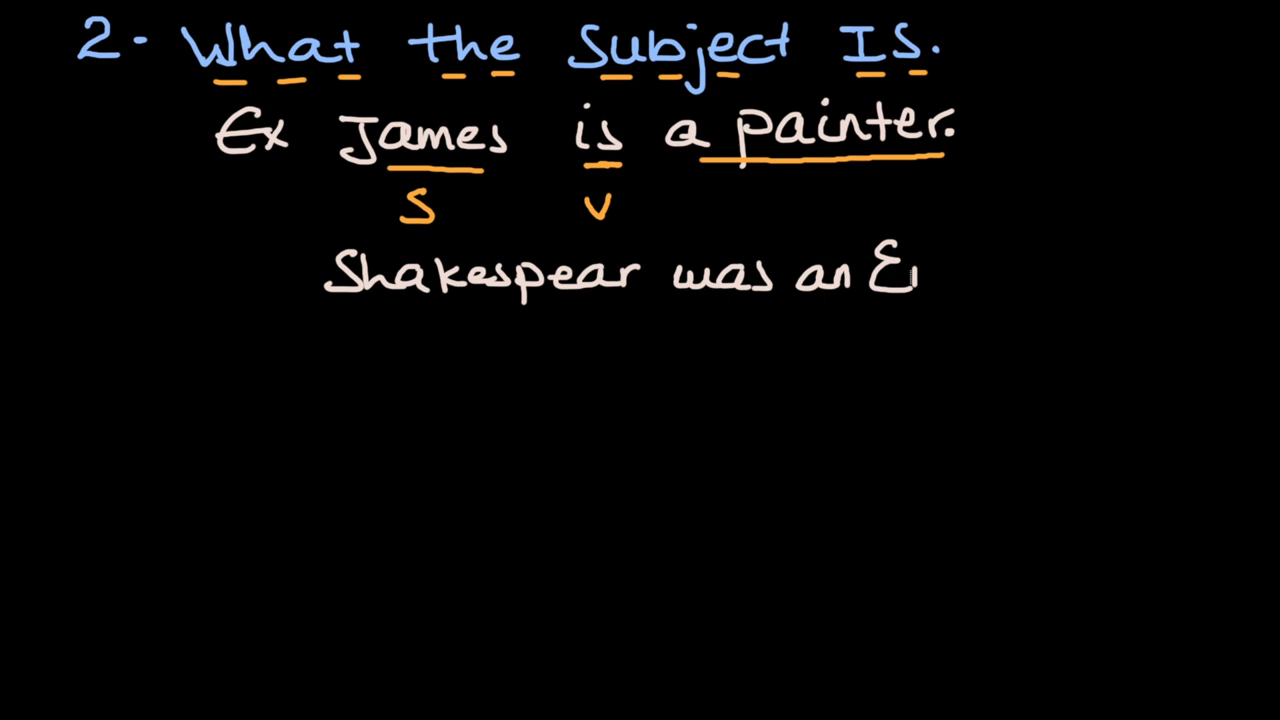 2- What the Subject Is.
Ex James is a painter.
S V
Shakespear was an E